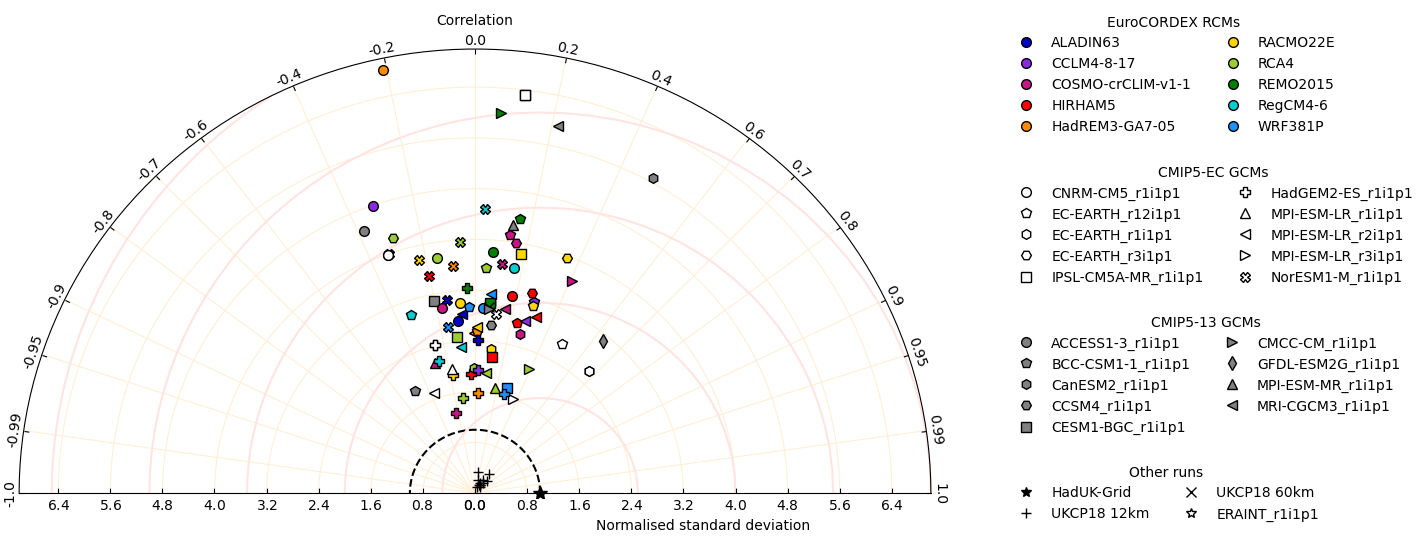 Correlation
-1.0
-0.99
-0.95
-0.9
-0.8
-0.7
-0.6
-0.4
-0.2
0.0
0.2
0.4
0.6
0.7
0.8
0.9
0.95
0.99
1.0
6.4 5.6 4.8 4.0 3.2 2.4 1.6 0.8 0.0 0.8 1.6 2.4 3.2 4.0 4.8 5.6 6.4
Normalised standard deviation
EuroCORDEX RCMs
ALADIN63 RACMO22E
CCLM4-8-17 RCA4
COSMO-crCLIM-v1-1 REMO2015
HIRHAM5 RegCM4-6
HadREM3-GA7-05 WRF381P
CMIP5-EC GCMs
CNRM-CM5_r1i1p1 HadGEM2-ES_r1i1p1
EC-EARTH_r12i1p1 MPI-ESM-LR_r1i1p1
EC-EARTH_r1i1p1 MPI-ESM-LR_r2i1p1
EC-EARTH_r3i1p1 MPI-ESM-LR_r3i1p1
IPSL-CM5A-MR_r1i1p1 NorESM1-M_r1i1p1
CMIP5-13 GCMs
ACCESS1-3_r1i1p1 CMCC-CM_r1i1p1
BCC-CSM1-1_r1i1p1 GFDL-ESM2G_r1i1p1
CanESM2_r1i1p1 MPI-ESM-MR_r1i1p1
CCSM4_r1i1p1 MRI-CGCM3_r1i1p1
CESM1-BGC_r1i1p1
Other runs
HadUK-Grid UKCP18 60km
UKCP18 12km ERAINT_r1i1p1